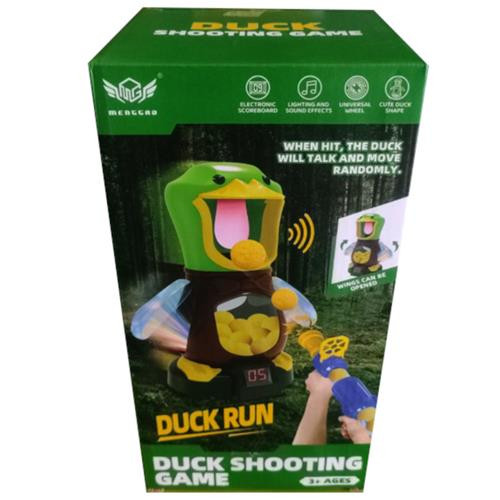 DUCK
SHOOTING GAME
MENGGAO
ELECTRONIC
SCOREBOARD
LIGHTING AND
SOUND EFFECTS
UNIVERSAL
WHEEL
CUTE DUCK
SHAPE
WHEN HIT, THE DUCK
WILL TALK AND MOVE
RANDOMLY.
WINGS CAN BE
OPENED
05
DUCK RUN
DUCK SHOOTING
GAME
3+ AGES